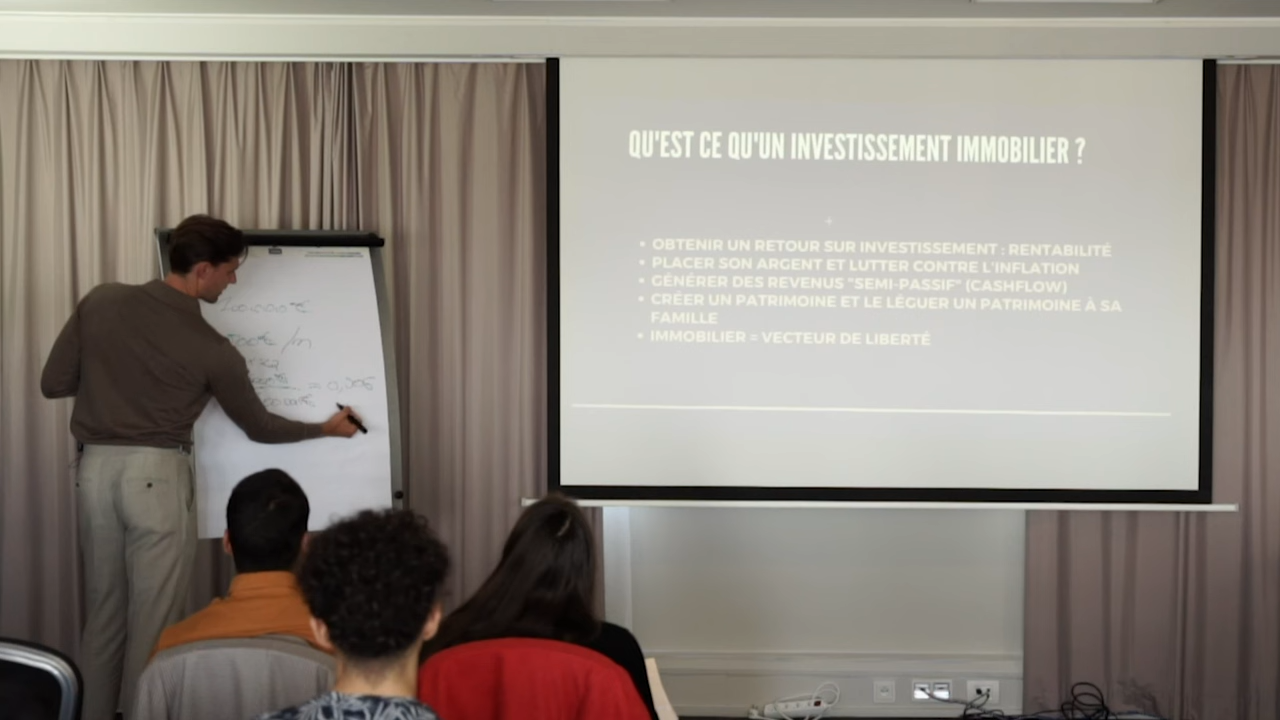 QU'EST CE QU'UN INVESTISSEMENT IMMOBILIER ?
• OBTENIR UN RETOUR SUR INVESTISSEMENT : RENTABILITÉ
• PLACER SON ARGENT ET LUTTER CONTRE L'INFLATION
• GÉNÉRER DES REVENUS "SEMI-PASSIF" (CASHFLOW)
• CRÉER UN PATRIMOINE ET LE LÉGUER UN PATRIMOINE À SA
FAMILLE
• IMMOBILIER = VECTEUR DE LIBERTÉ